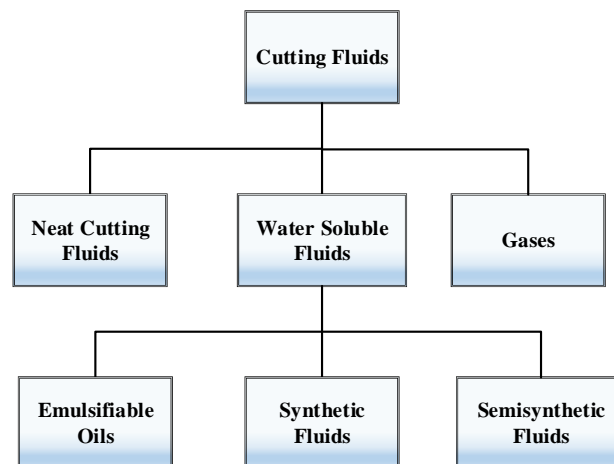 Cutting Fluids
Neat Cutting
Fluids
Water Soluble
Fluids
Gases
Emulsifiable
Oils
Synthetic
Fluids
Semisynthetic
Fluids